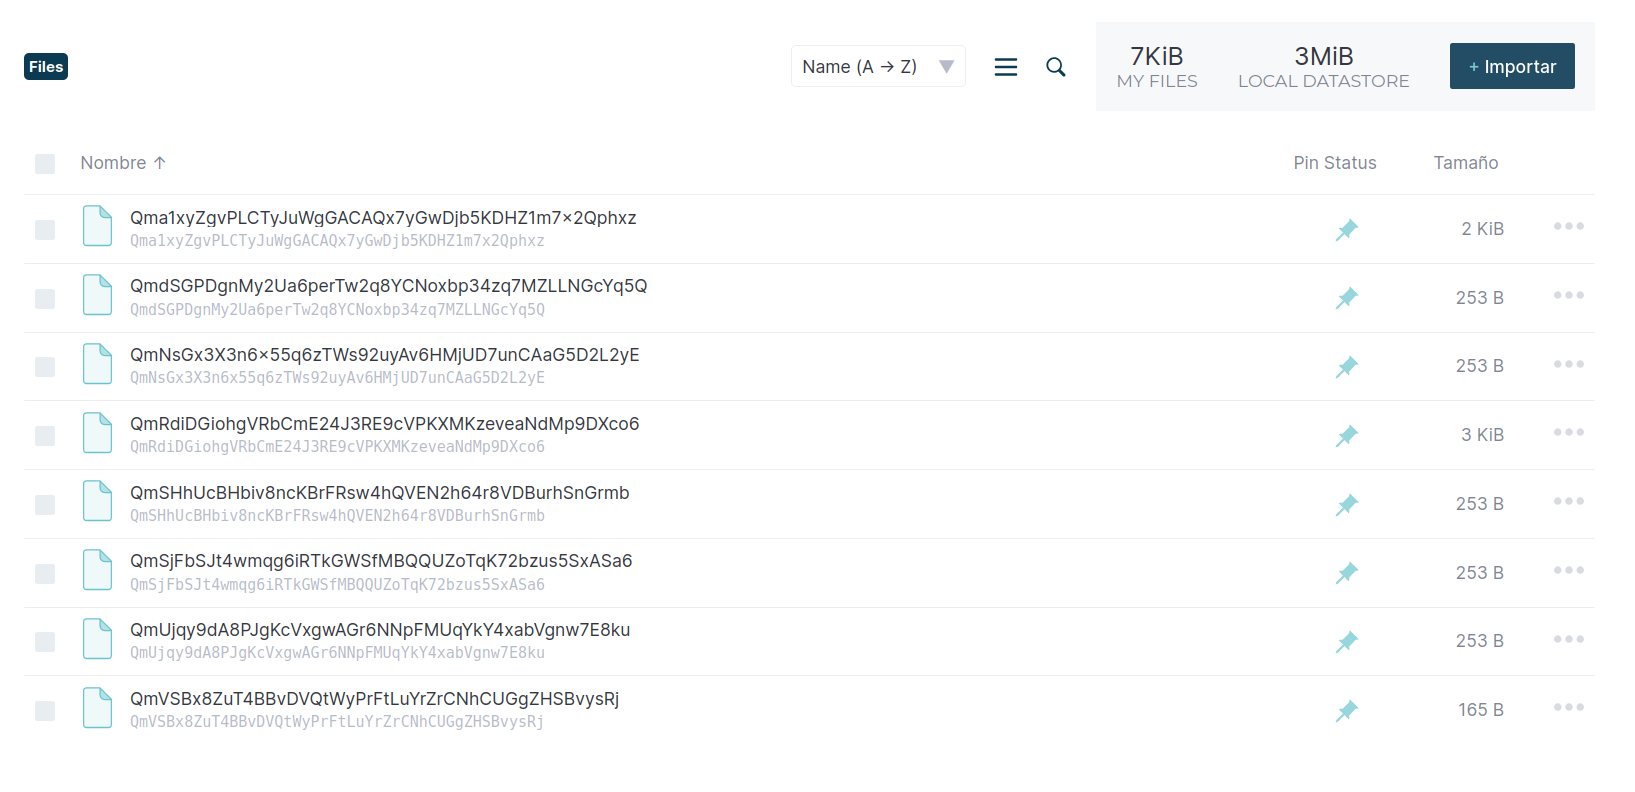 Files
Name (A → Z)
7KiB
MY FILES
3MiB
LOCAL DATASTORE
+ Importar
Nombre ↑ Pin Status Tamaño
Qma1xyZgvPLCTyJuWgGACAQx7yGwDjb5KDHZ1m7×2Qphxz
Qma1xyZgvPLCTyJuWgGACAQx7yGwDjb5KDHZ1m7x2Qphxz
2 KiB
QmdSGPDgnMy2Ua6perTw2q8YCNoxbp34zq7MZLLNGcYq5Q
QmdSGPDgnMy2Ua6perTw2q8YCNoxbp34zq7MZLLNGcYq5Q
253 B
QmNsGx3X3n6×55q6zTWs92uyAv6HMjUD7unCAaG5D2L2yE
QmNsGx3X3n6x55q6zTWs92uyAv6HMjUD7unCAaG5D2L2yE
253 B
QmRdiDGiohgVRbCmE24J3RE9cVPKXMKzeveaNdMp9DXco6
QmRdiDGiohgVRbCmE24J3RE9cVPKXMKzeveaNdMp9DXco6
3 KiB
QmSHhUcBHbiv8ncKBrFRsw4hQVEN2h64r8VDBurhSnGrmb
QmSHhUcBHbiv8ncKBrFRsw4hQVEN2h64r8VDBurhSnGrmb
253 B
QmSjFbSJt4wmqg6iRTkGWSfMBQQUZoTqK72bzus5SxASa6
QmSjFbSJt4wmqg6iRTkGWSfMBQQUZoTqK72bzus5SxASa6
253 B
QmUjqy9dA8PJgKcVxgwAGr6NNpFMUqYkY4xabVgnw7E8ku
QmUjqy9dA8PJgKcVxgwAGr6NNpFMUqYkY4xabVgnw7E8ku
253 B
QmVSBx8ZuT4BBvDVQtWyPrFtLuYrZrCNhCUGgZHSBvysRj
QmVSBx8ZuT4BBvDVQtWyPrFtLuYrZrCNhCUGgZHSBvysRj
165 B